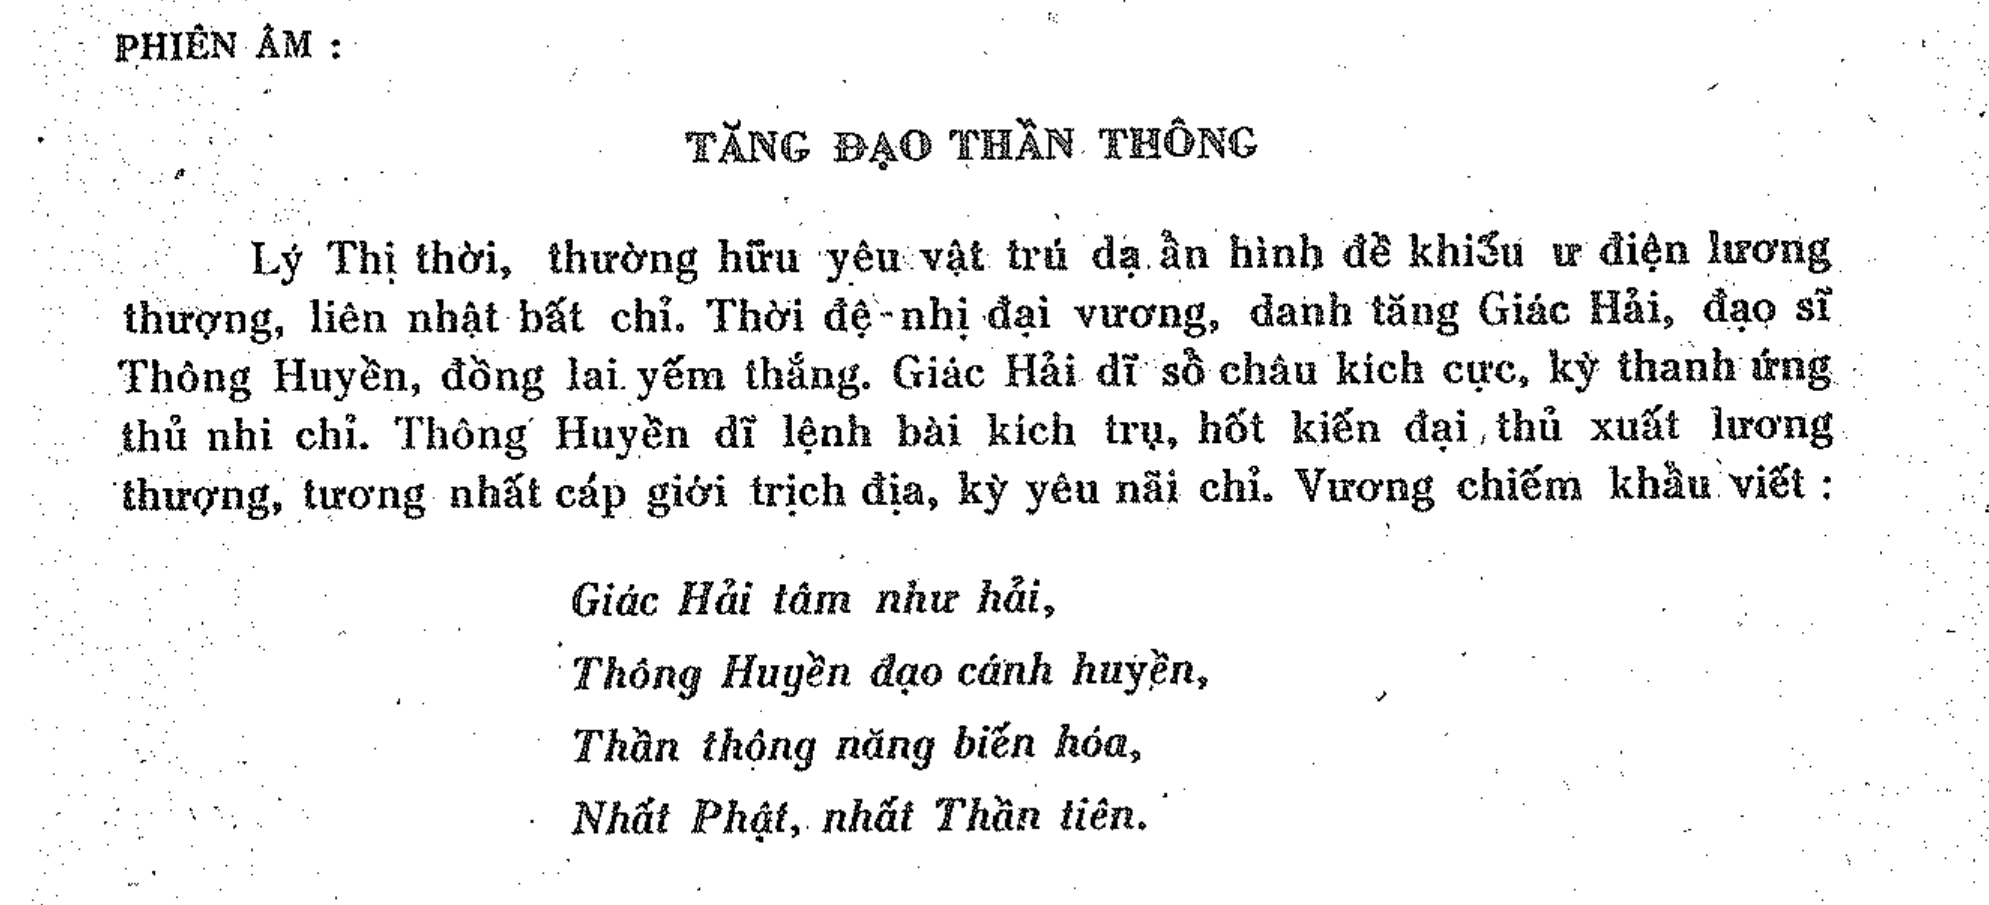 PHIÊN ÂM :
TĂNG ĐẠO THẦN THÔNG
Lý Thị thời, thường hữu yêu vật trú dạ ẩn hình đề khiếu ư điện lương
thượng, liên nhật bất chỉ. Thời đệ-nhị đại vương, danh tăng Giác Hải, đạo sĩ
Thông Huyền, đồng lai yếm thắng. Giác Hải dĩ sổ châu kích cực, kỳ thanh ứng
thủ nhi chỉ. Thông Huyền dĩ lệnh bài kích trụ, hốt kiến đại thủ xuất lương
thượng, tương nhất cáp giới trịch địa, kỳ yêu nãi chỉ. Vương chiếm khẩu viết :
Giác Hải tâm như hải,
Thông Huyền đạo cánh huyền,
Thần thông năng biến hóa,
Nhất Phật, nhất Thần tiên.